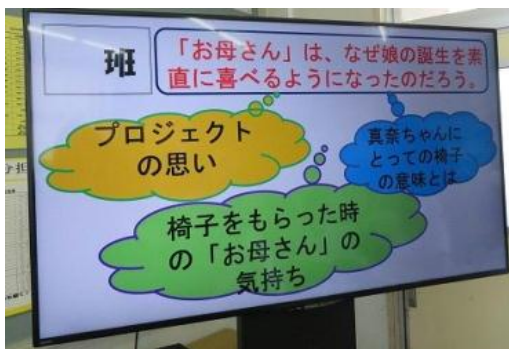 班
「お母さん」は、なぜ娘の誕生を素
直に喜べるようになったのだろう。
プロジェクト
の思い
真奈ちゃんに
とっての椅子
の意味とは
椅子をもらった時
の「お母さん」の
気持ち